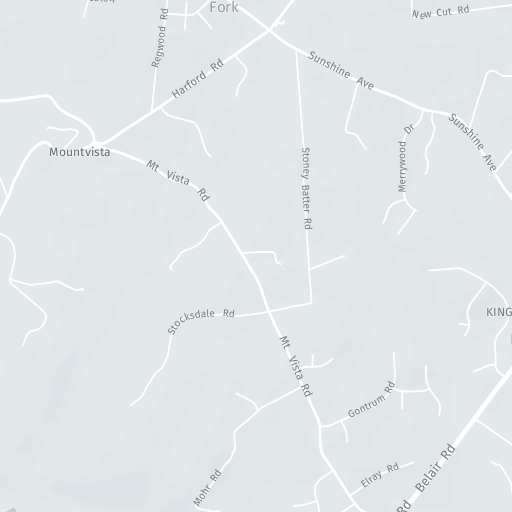 Fork
New Cut Rd
Regwood Rd
Harford Rd
Sunshine Ave
Sunshine Ave
Merrywood Dr
Mountvista
Mt Vista Rd
Stoney Batter Rd
Stocksdale Rd
KING
Mt Vista Rd
Gontrum Rd
Belair Rd
Elray Rd
Mohr Rd
Rd